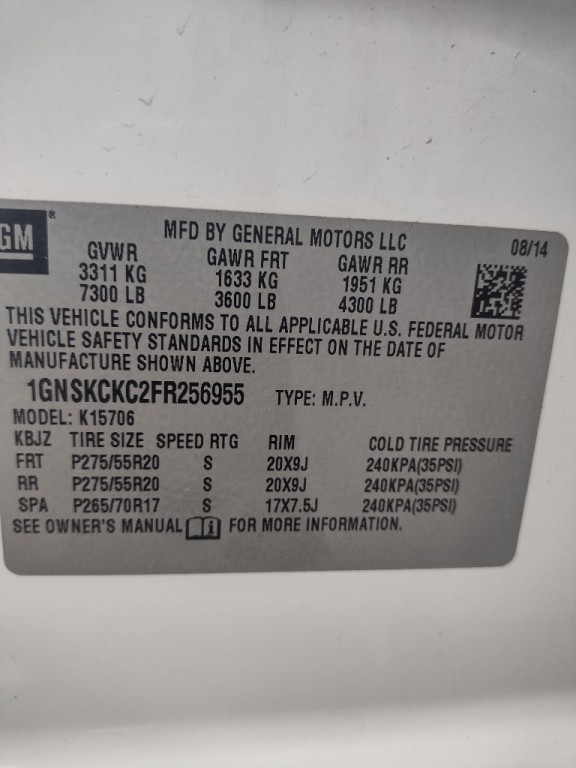 GM ®
MFD BY GENERAL MOTORS LLC
08/14
GVWR GAWR FRT GAWR RR
3311 KG 1633 KG 1951 KG
7300 LB 3600 LB 4300 LB
THIS VEHICLE CONFORMS TO ALL APPLICABLE U.S. FEDERAL MOTOR
VEHICLE SAFETY STANDARDS IN EFFECT ON THE DATE OF
MANUFACTURE SHOWN ABOVE.
1GNSKCKC2FR256955 TYPE: M.P.V.
MODEL: K15706
KBJZ TIRE SIZE SPEED RTG RIM COLD TIRE PRESSURE
FRT P275/55R20 S 20X9J 240KPA(35PSI)
RR P275/55R20 S 20X9J 240KPA(35PSI)
SPA P265/70R17 S 17X7.5J 240KPA(35PSI)
SEE OWNER'S MANUAL FOR MORE INFORMATION.